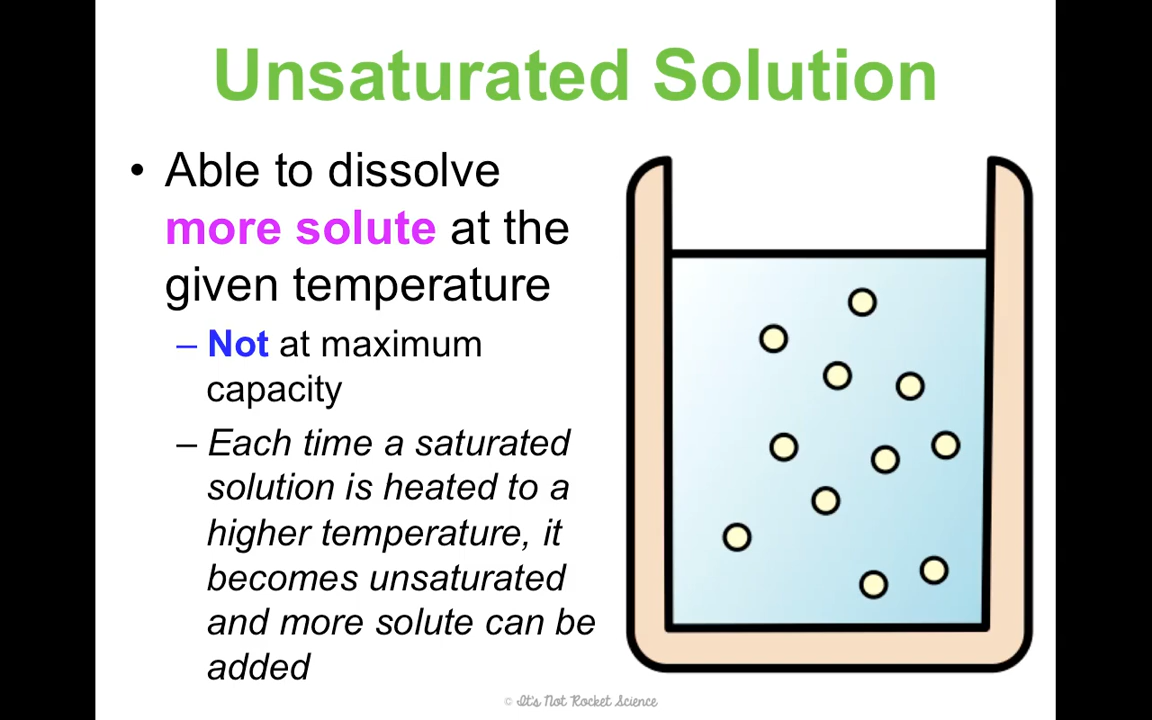 Unsaturated Solution
• Able to dissolve
more solute at the
given temperature
– Not at maximum
capacity
– Each time a saturated
solution is heated to a
higher temperature, it
becomes unsaturated
and more solute can be
added
© It's Not Rocket Science